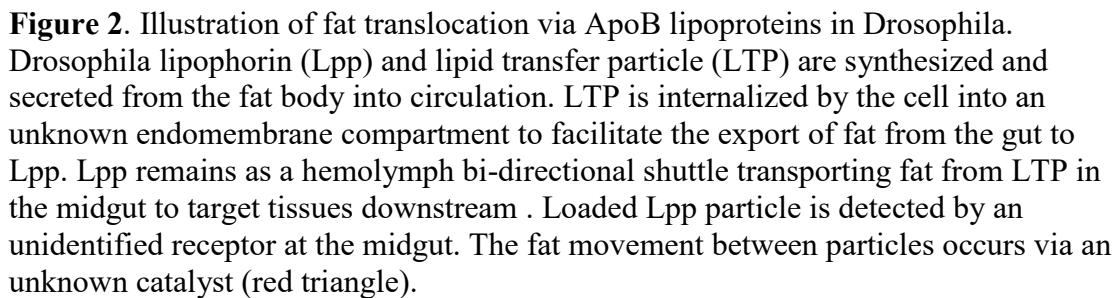 Figure 2. Illustration of fat translocation via ApoB lipoproteins in Drosophila.
Drosophila lipophorin (Lpp) and lipid transfer particle (LTP) are synthesized and
secreted from the fat body into circulation. LTP is internalized by the cell into an
unknown endomembrane compartment to facilitate the export of fat from the gut to
Lpp. Lpp remains as a hemolymph bi-directional shuttle transporting fat from LTP in
the midgut to target tissues downstream . Loaded Lpp particle is detected by an
unidentified receptor at the midgut. The fat movement between particles occurs via an
unknown catalyst (red triangle).